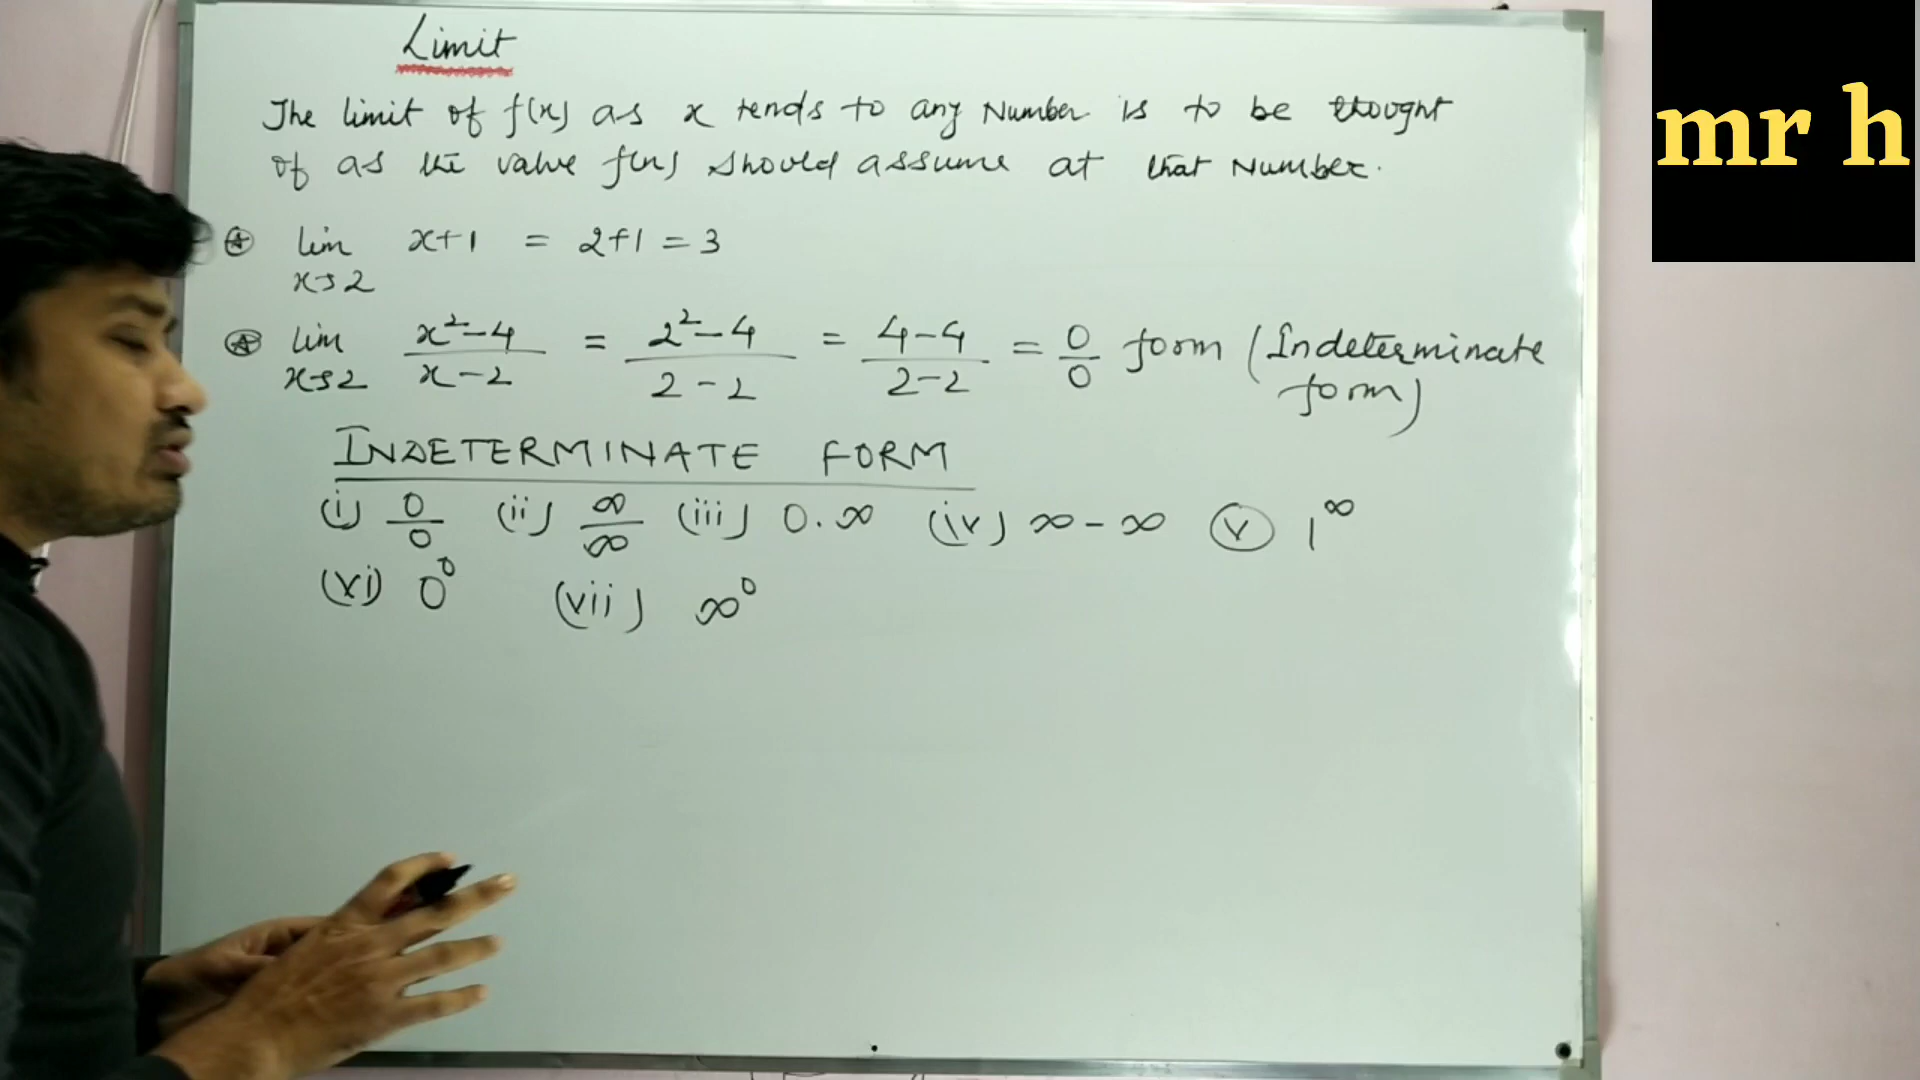 Limit
The limit of f(x) as x tends to any Number is to be thought
of as the value f(x) should assume at that Number.
lim x→2 x+1 = 2+1 = 3
lim x→2 (x²-4)/(x-2) = (2²-4)/(2-2) = (4-4)/(2-2) = 0/0 form (Indeterminate form)
INDETERMINATE FORM
(i) 0/0 (ii) ∞/∞ (iii) 0.∞ (iv) ∞-∞ (v) 1^∞
(vi) 0^0 (vii) ∞^0
mr h